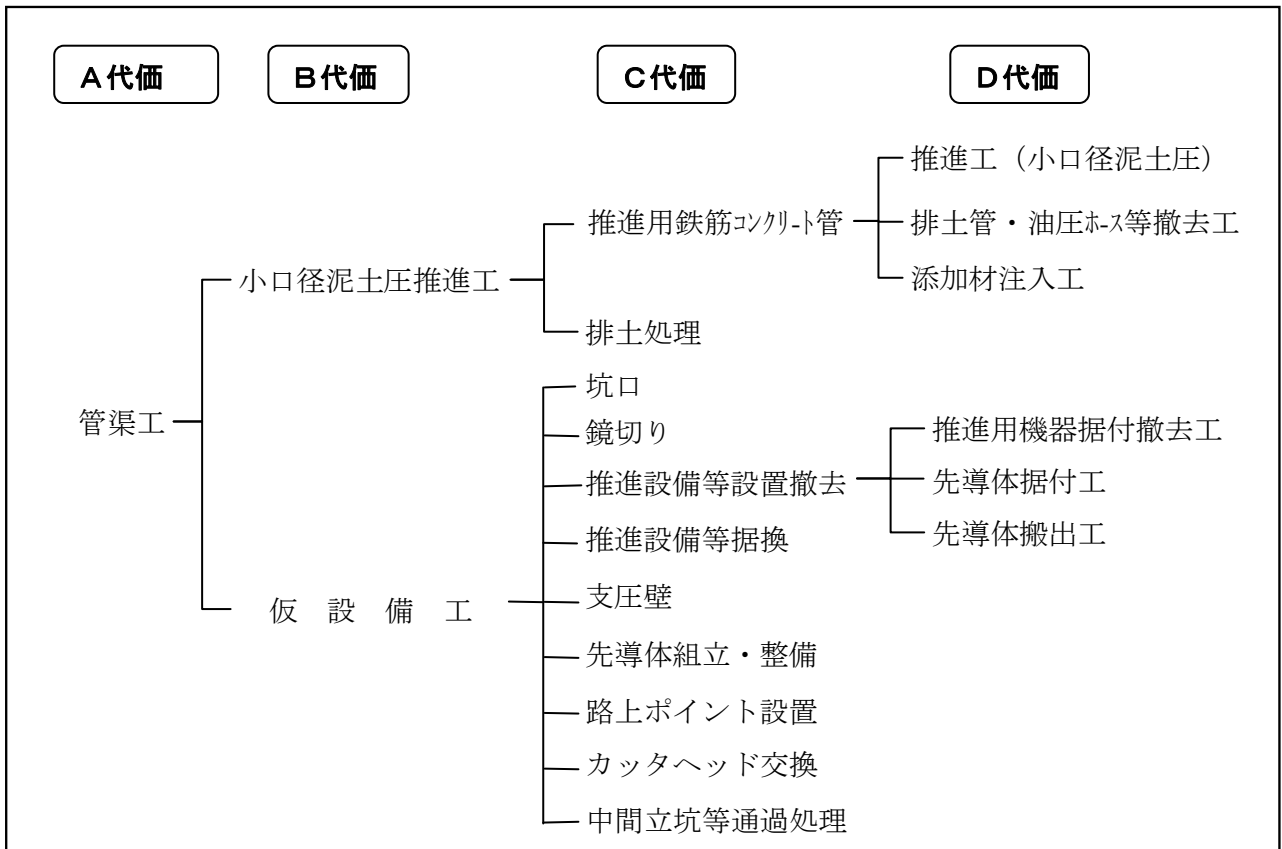 A代価 B代価 C代価 D代価
推進工（小口径泥土圧）
推進用鉄筋ｺﾝｸﾘｰﾄ管 排土管・油圧ﾎｰｽ等撤去工
小口径泥土圧推進工 添加材注入工
排土処理
坑口
管渠工 鏡切り 推進用機器据付撤去工
推進設備等設置撤去 先導体据付工
推進設備等据換 先導体搬出工
仮設備工 支圧壁
先導体組立・整備
路上ポイント設置
カッタヘッド交換
中間立坑等通過処理